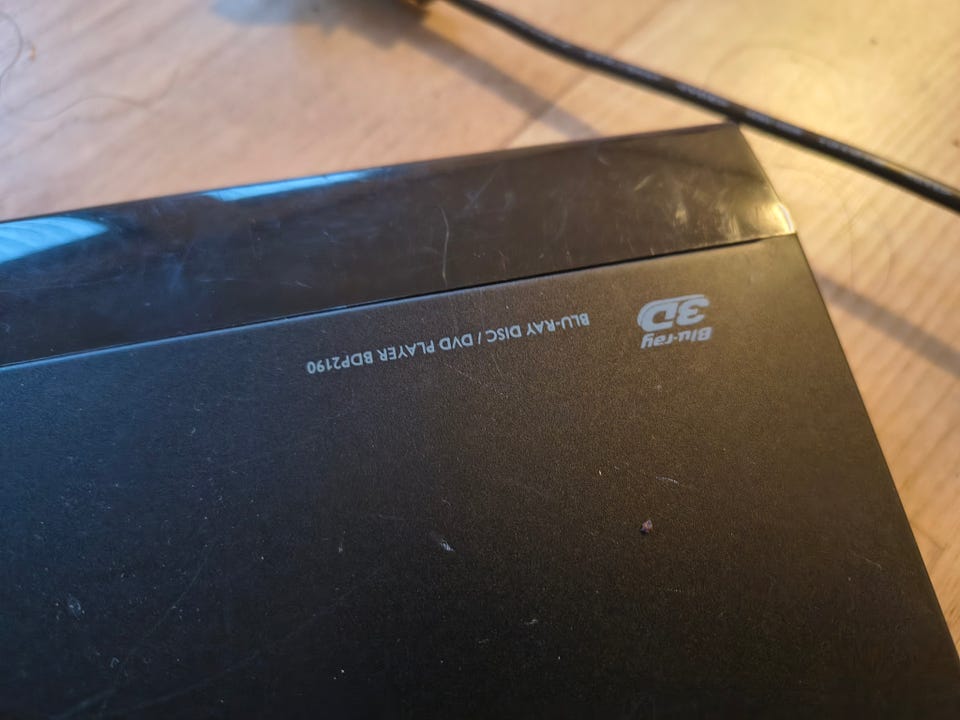 Blu-ray
3D
BLU-RAY DISC / DVD PLAYER BDP2190